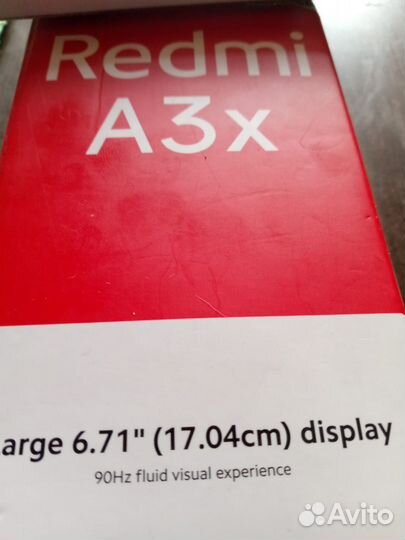 Redmi
A3x
arge 6.71" (17.04cm) display
90Hz fluid visual experience
Avito